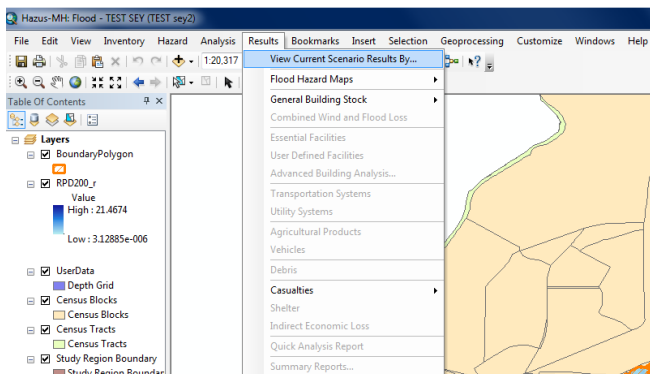 Hazus-MH: Flood - TEST SEY (TEST sey2)
File Edit View Inventory Hazard Analysis Results Bookmarks Insert Selection Geoprocessing Customize Windows Help
1:20,317
Table Of Contents
Layers
BoundaryPolygon
RPD200_r
Value
High : 21.4674
Low : 3.12885e-006
UserData
Depth Grid
Census Blocks
Census Blocks
Census Tracts
Census Tracts
Study Region Boundary
Study Region Boundar
View Current Scenario Results By...
Flood Hazard Maps
General Building Stock
Combined Wind and Flood Loss
Essential Facilities
User Defined Facilities
Advanced Building Analysis...
Transportation Systems
Utility Systems
Agricultural Products
Vehicles
Debris
Casualties
Shelter
Indirect Economic Loss
Quick Analysis Report
Summary Reports...